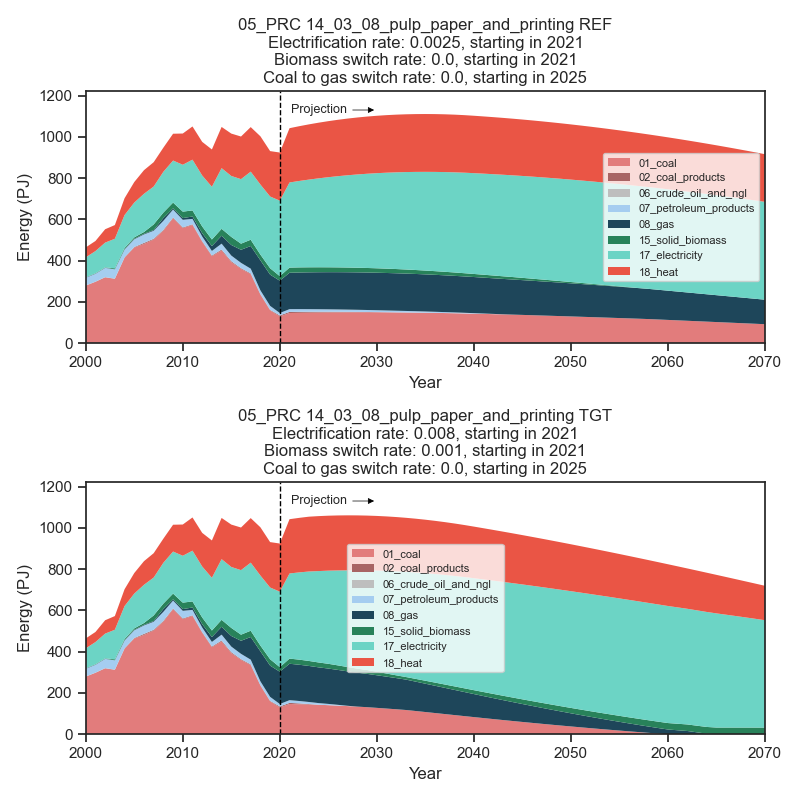 05_PRC 14_03_08_pulp_paper_and_printing REF
Electrification rate: 0.0025, starting in 2021
Biomass switch rate: 0.0, starting in 2021
Coal to gas switch rate: 0.0, starting in 2025
1200
1000
800
600
400
200
0
Energy (PJ)
Projection
01_coal
02_coal_products
06_crude_oil_and_ngl
07_petroleum_products
08_gas
15_solid_biomass
17_electricity
18_heat
2000 2010 2020 2030 2040 2050 2060 2070
Year
05_PRC 14_03_08_pulp_paper_and_printing TGT
Electrification rate: 0.008, starting in 2021
Biomass switch rate: 0.001, starting in 2021
Coal to gas switch rate: 0.0, starting in 2025
1200
1000
800
600
400
200
0
Energy (PJ)
Projection
01_coal
02_coal_products
06_crude_oil_and_ngl
07_petroleum_products
08_gas
15_solid_biomass
17_electricity
18_heat
2000 2010 2020 2030 2040 2050 2060 2070
Year